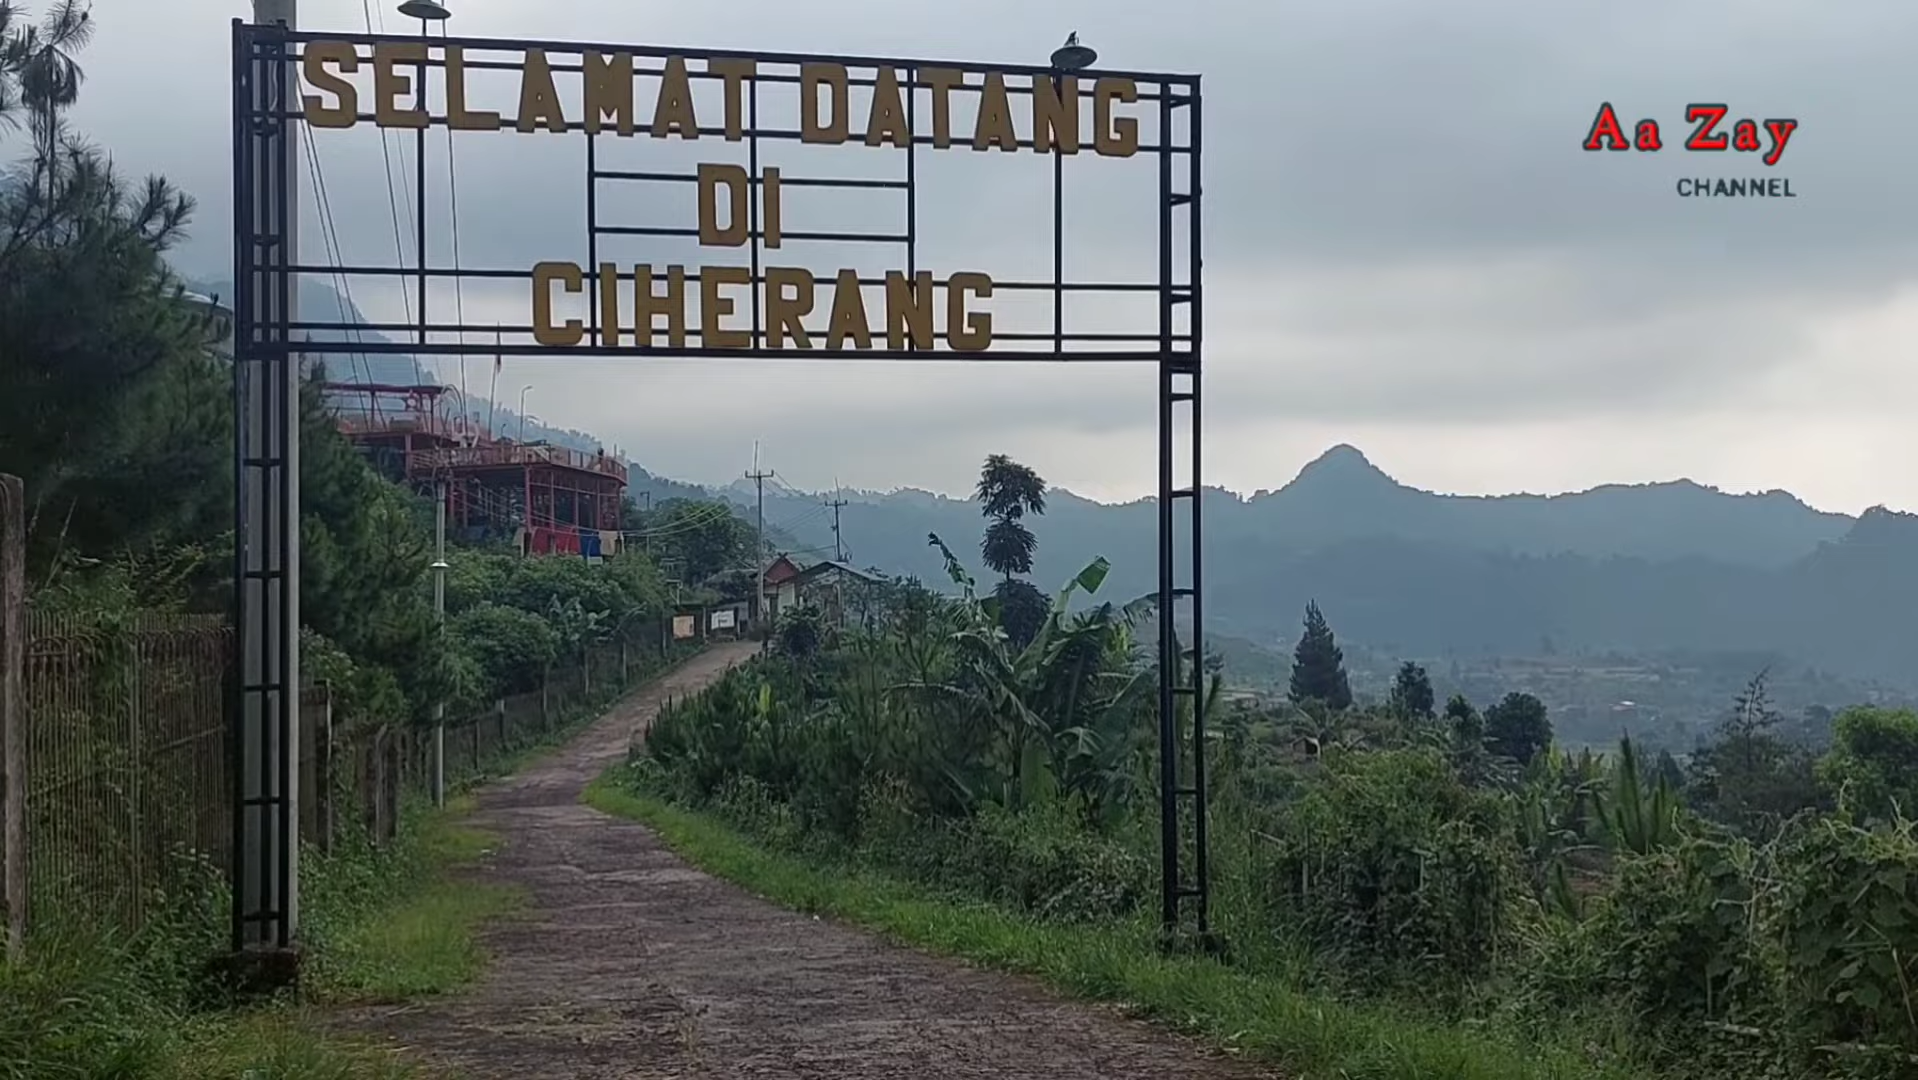 SELAMAT DATANG
DI
CIHERANG
Aa Zay
CHANNEL